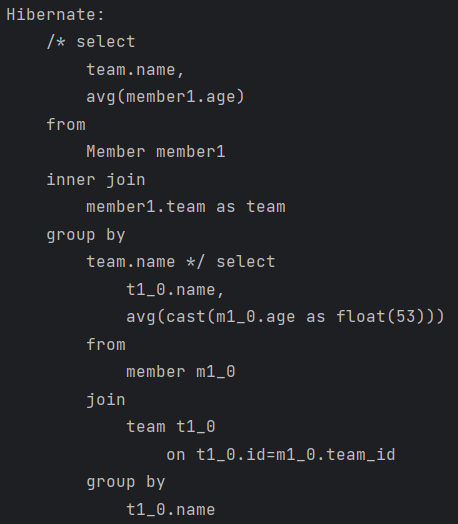 Hibernate:
    /* select
        team.name,
        avg(member1.age)
    from
        Member member1
    inner join
        member1.team as team
    group by
        team.name */ select
            t1_0.name,
            avg(cast(m1_0.age as float(53)))
        from
            member m1_0
        join
            team t1_0
                on t1_0.id=m1_0.team_id
        group by
            t1_0.name